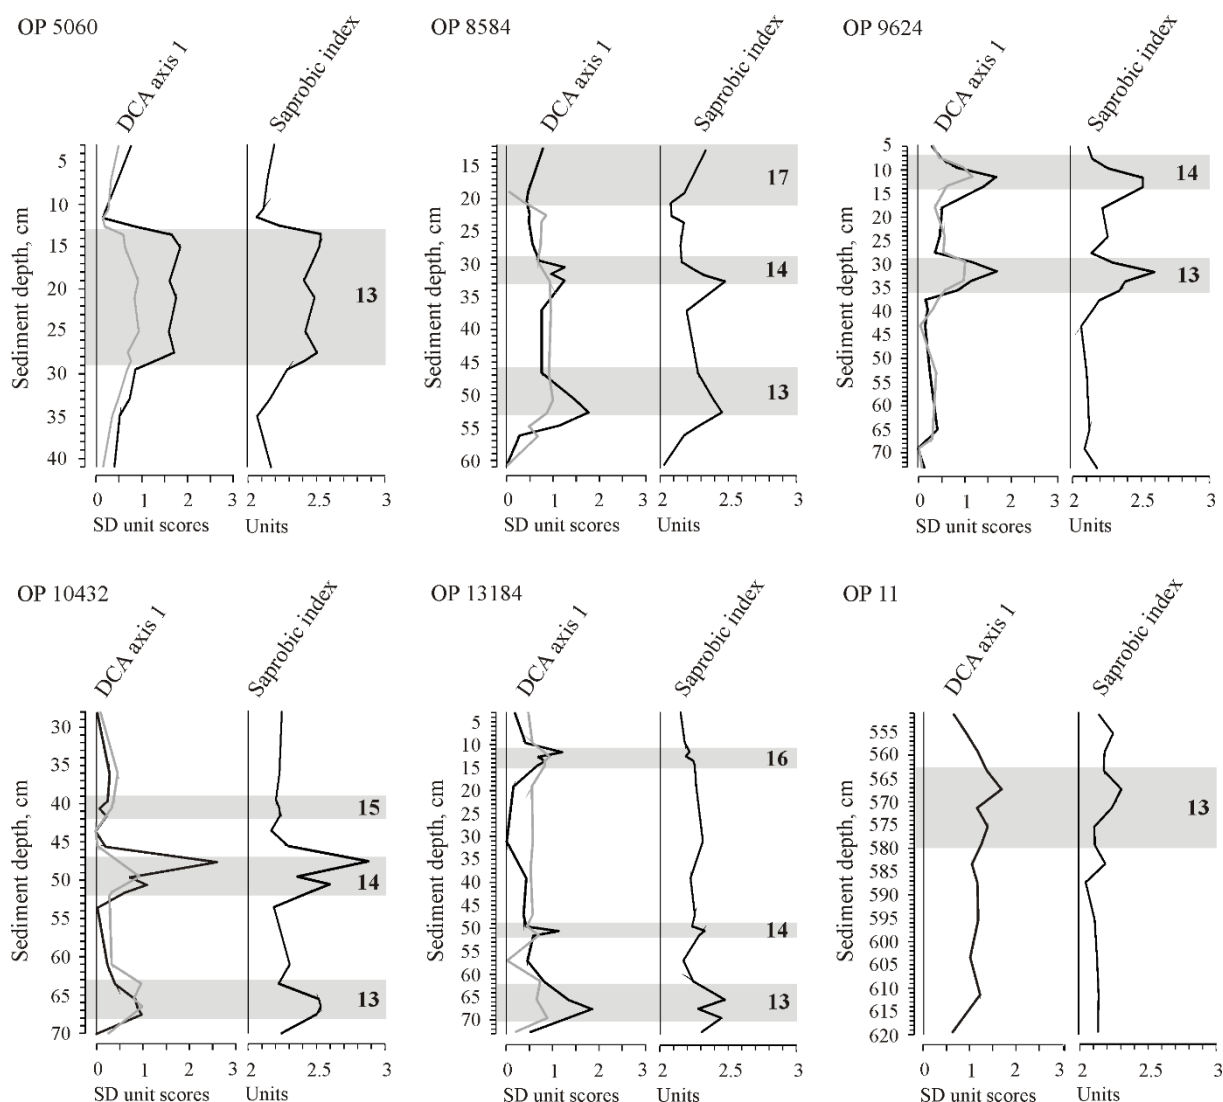 OP 5060
DCA axis 1
Saprobic index
Sediment depth, cm
5
10
15
20
25
30
35
40
13
0 1 2 3
SD unit scores
2 2.5 3
Units
OP 8584
DCA axis 1
Saprobic index
Sediment depth, cm
15
20
25
30
35
40
45
50
55
60
17
14
13
0 1 2 3
SD unit scores
2 2.5 3
Units
OP 9624
DCA axis 1
Saprobic index
Sediment depth, cm
5
10
15
20
25
30
35
40
45
50
55
60
65
70
14
13
0 1 2 3
SD unit scores
2 2.5 3
Units
OP 10432
DCA axis 1
Saprobic index
Sediment depth, cm
30
35
40
45
50
55
60
65
70
15
14
13
0 1 2 3
SD unit scores
2 2.5 3
Units
OP 13184
DCA axis 1
Saprobic index
Sediment depth, cm
5
10
15
20
30
35
40
45
50
55
60
65
70
16
14
13
0 1 2 3
SD unit scores
2 2.5 3
Units
OP 11
DCA axis 1
Saprobic index
Sediment depth, cm
555
560
565
570
575
580
585
590
595
600
605
610
615
620
13
0 1 2 3
SD unit scores
2 2.5 3
Units